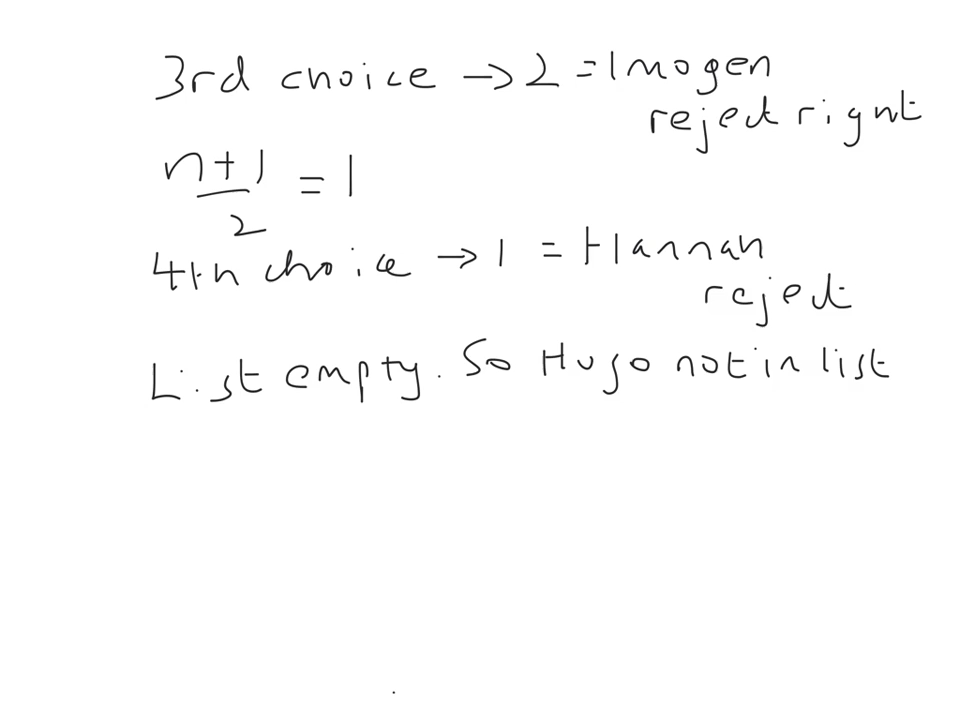 3rd choice → 2 = Imogen
reject right
n+1
2
= 1
4th choice → 1 = Hannah
reject
List empty. So Hugo not in list